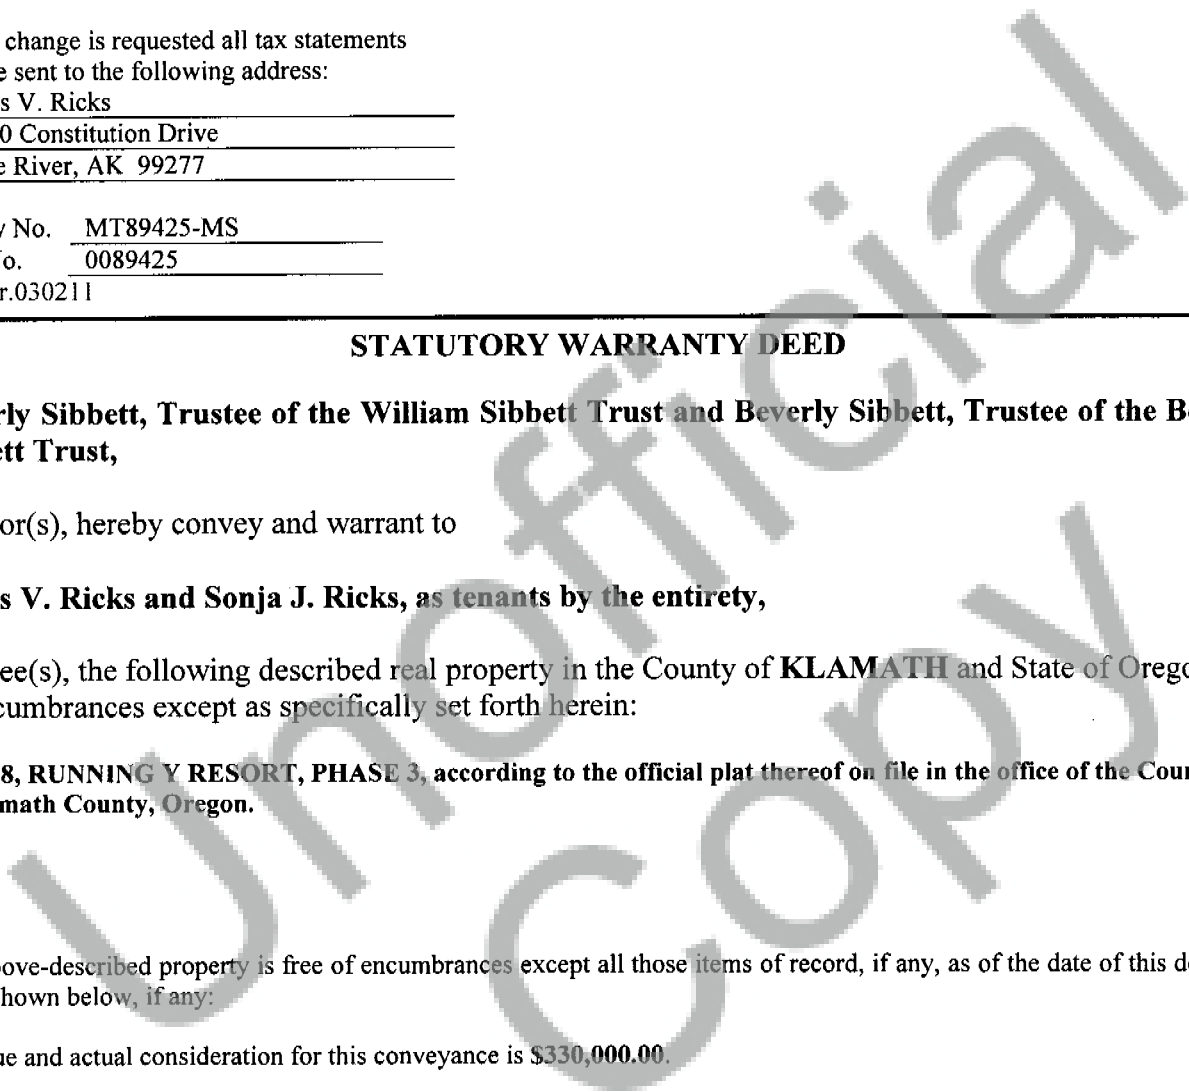 change is requested all tax statements
e sent to the following address:
s V. Ricks
0 Constitution Drive
e River, AK 99277
y No. MT89425-MS
o. 0089425
r.030211
STATUTORY WARRANTY DEED
rly Sibbett, Trustee of the William Sibbett Trust and Beverly Sibbett, Trustee of the B
ett Trust,
or(s), hereby convey and warrant to
s V. Ricks and Sonja J. Ricks, as tenants by the entirety,
ee(s), the following described real property in the County of KLAMATH and State of Orego
cumbrances except as specifically set forth herein:
8, RUNNING Y RESORT, PHASE 3, according to the official plat thereof on file in the office of the Cour
math County, Oregon.
ove-described property is free of encumbrances except all those items of record, if any, as of the date of this d
hown below, if any:
ue and actual consideration for this conveyance is $330,000.00.
Unofficial
Copy